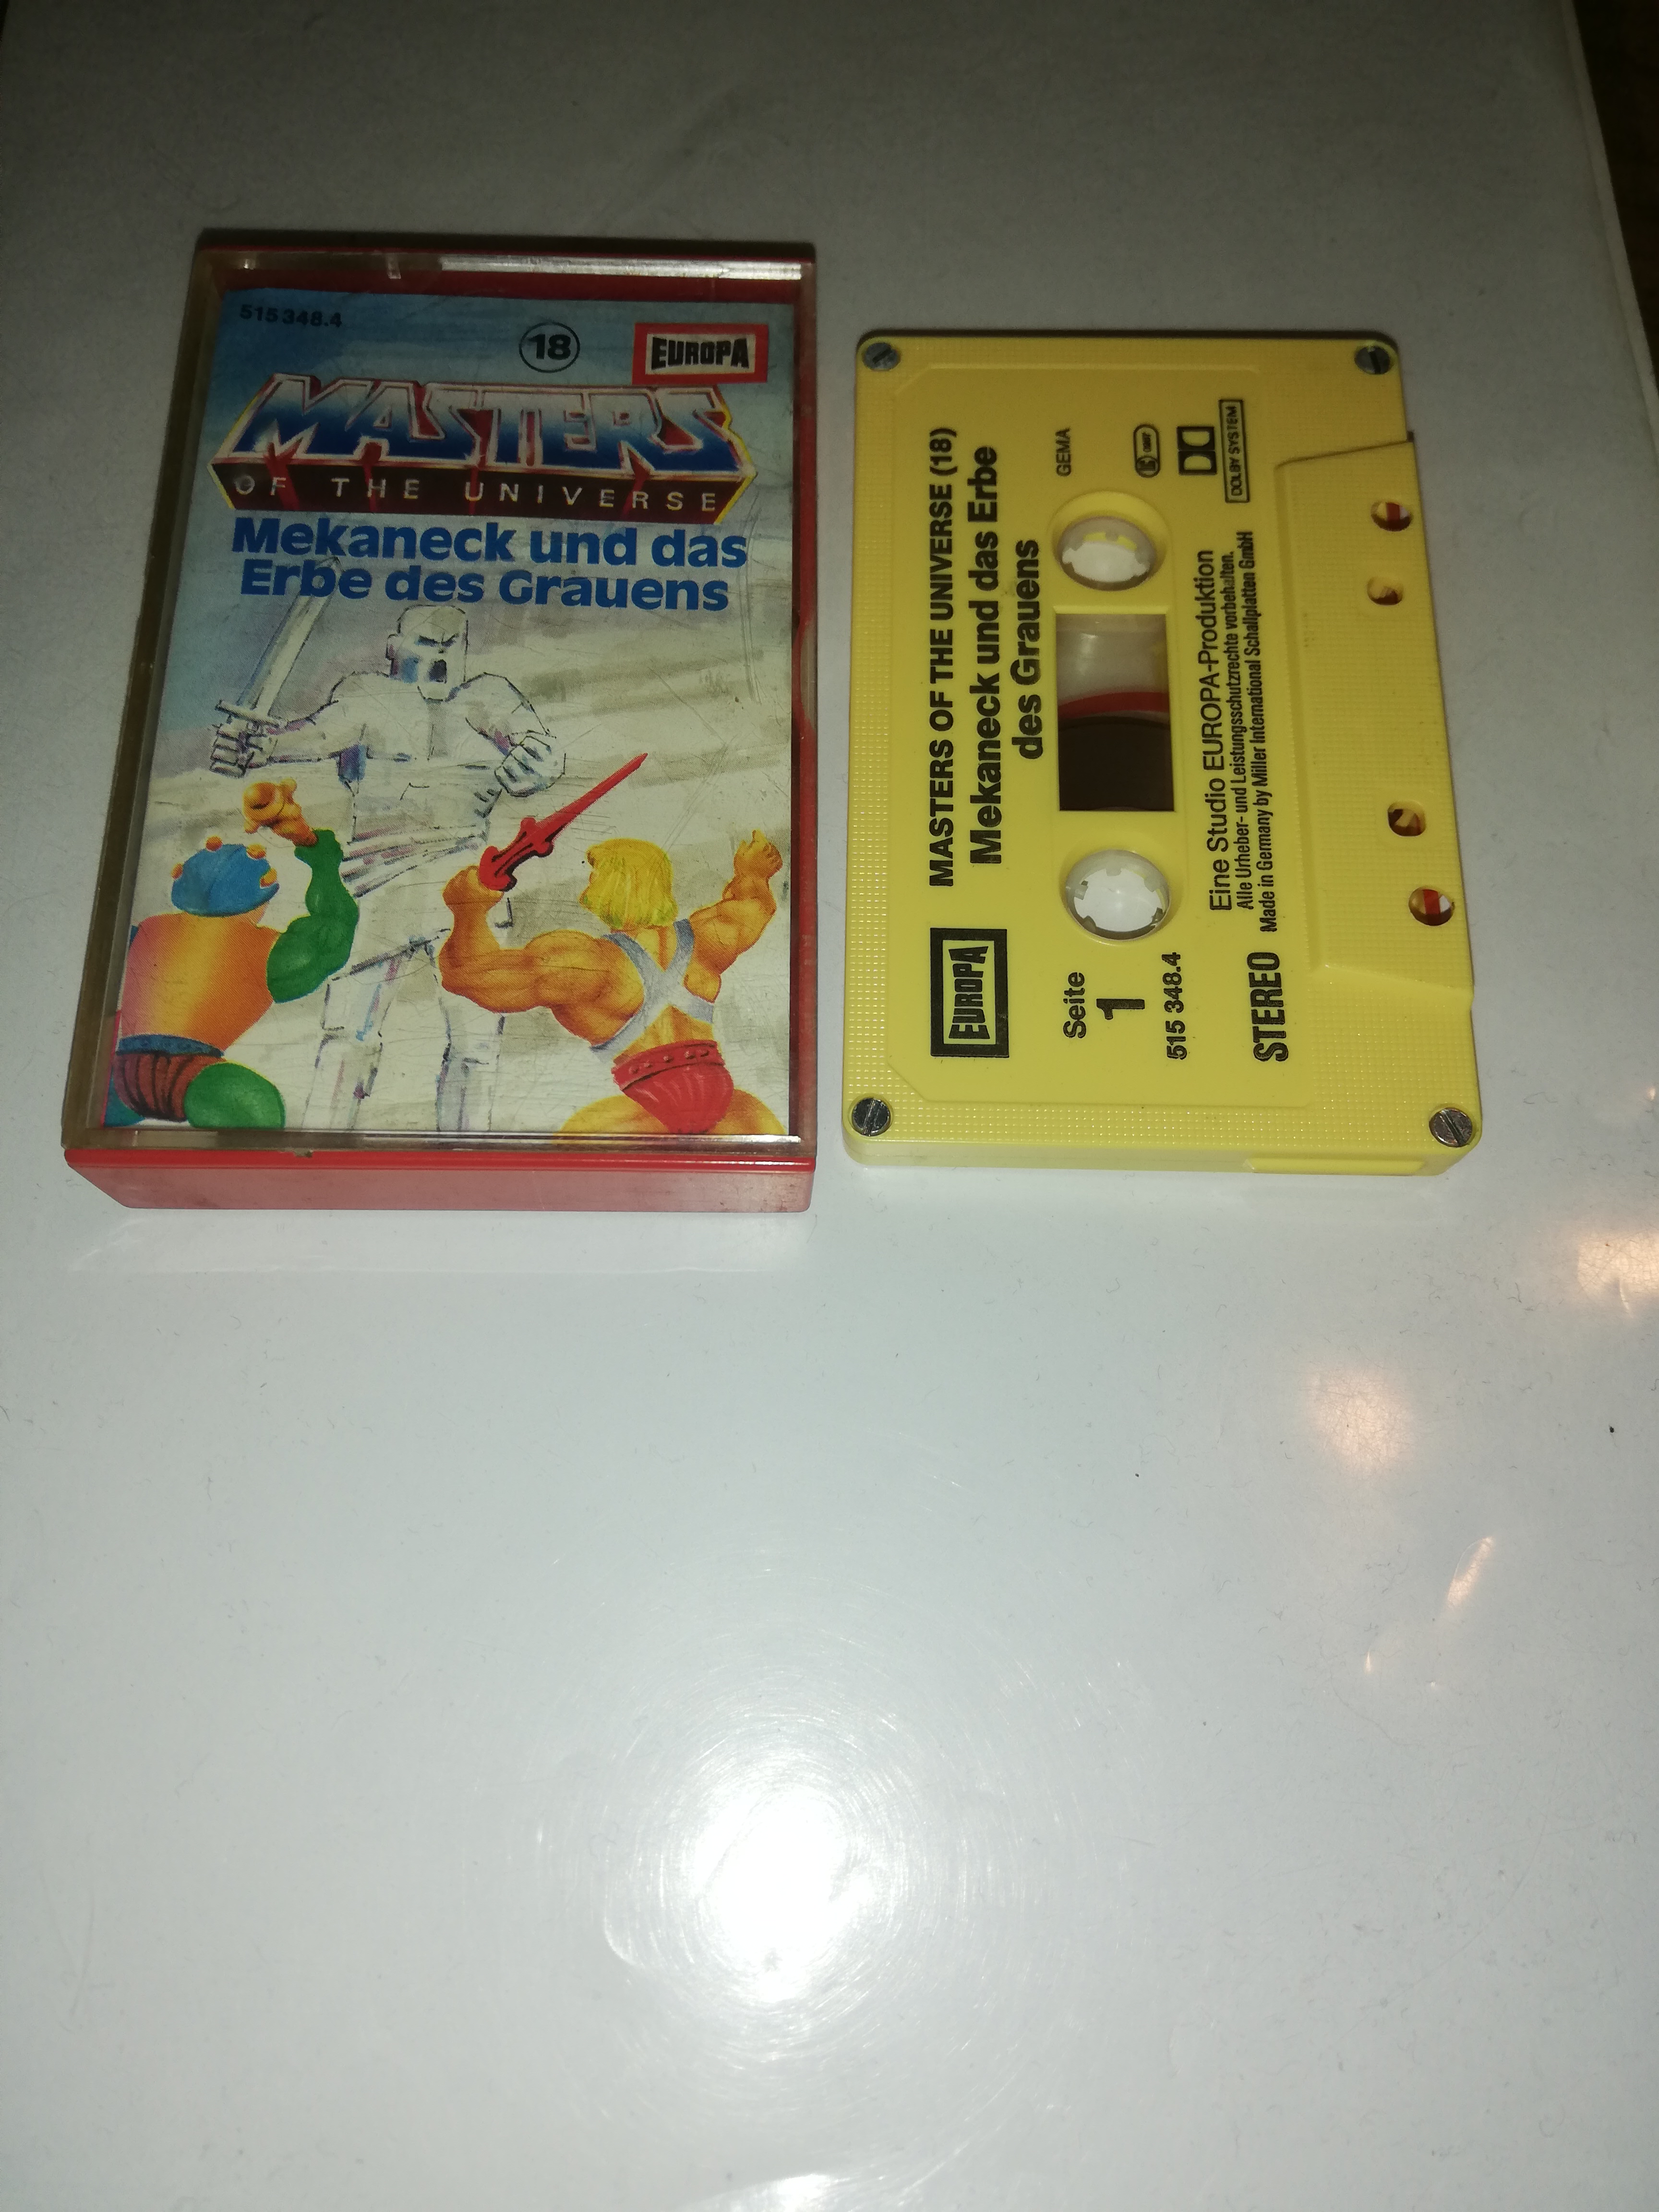 515 348.4
18
EUROPA
MASTERS
OF THE UNIVERSE
Mekaneck und das
Erbe des Grauens
MASTERS OF THE UNIVERSE (18)
Mekaneck und das Erbe
des Grauens
EUROPA
GEMA
Seite
1
515 348.4
DOLBY SYSTEM
Eine Studio EUROPA-Produktion
Alle Urheber- und Leistungsschutzrechte vorbehalten.
Made in Germany by Miller International Schallplatten GmbH
STEREO